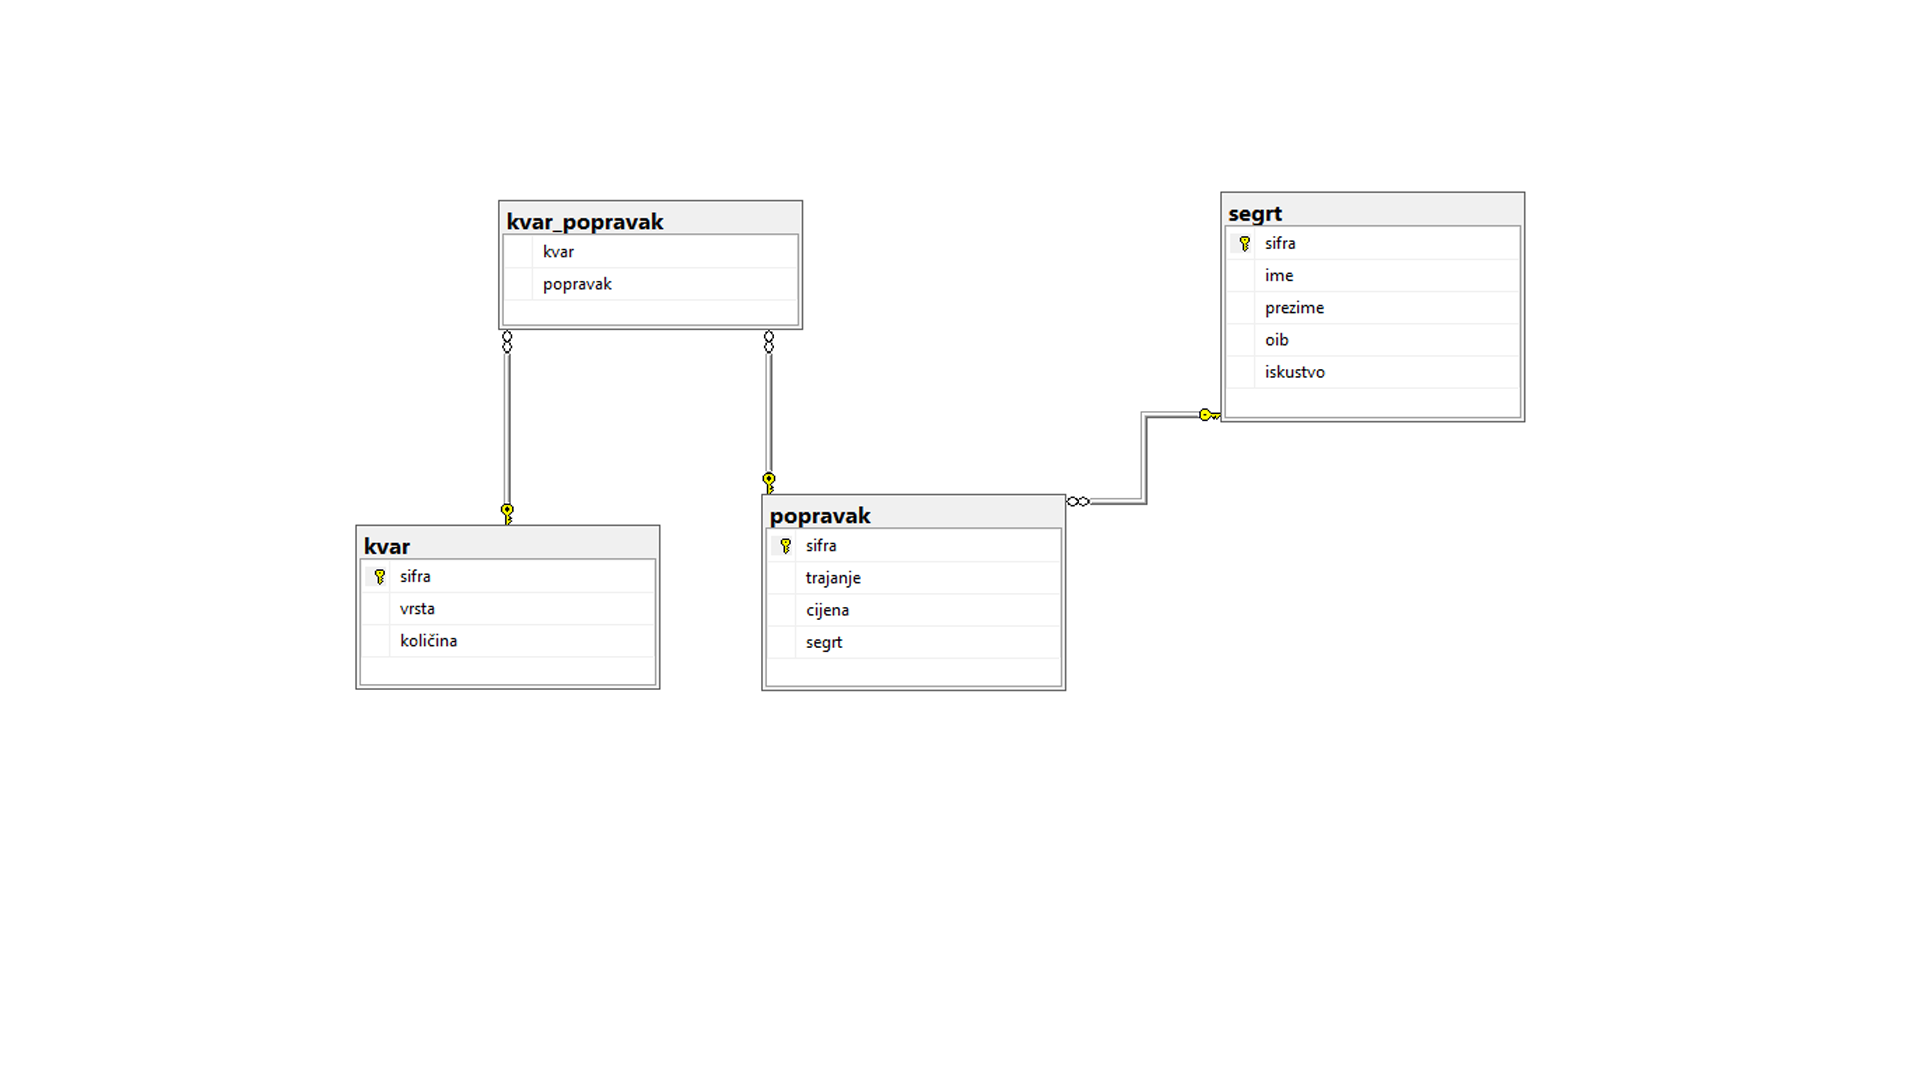 kvar_popravak
kvar
popravak
segrt
sifra
ime
prezime
oib
iskustvo
kvar
sifra
vrsta
količina
popravak
sifra
trajanje
cijena
segrt